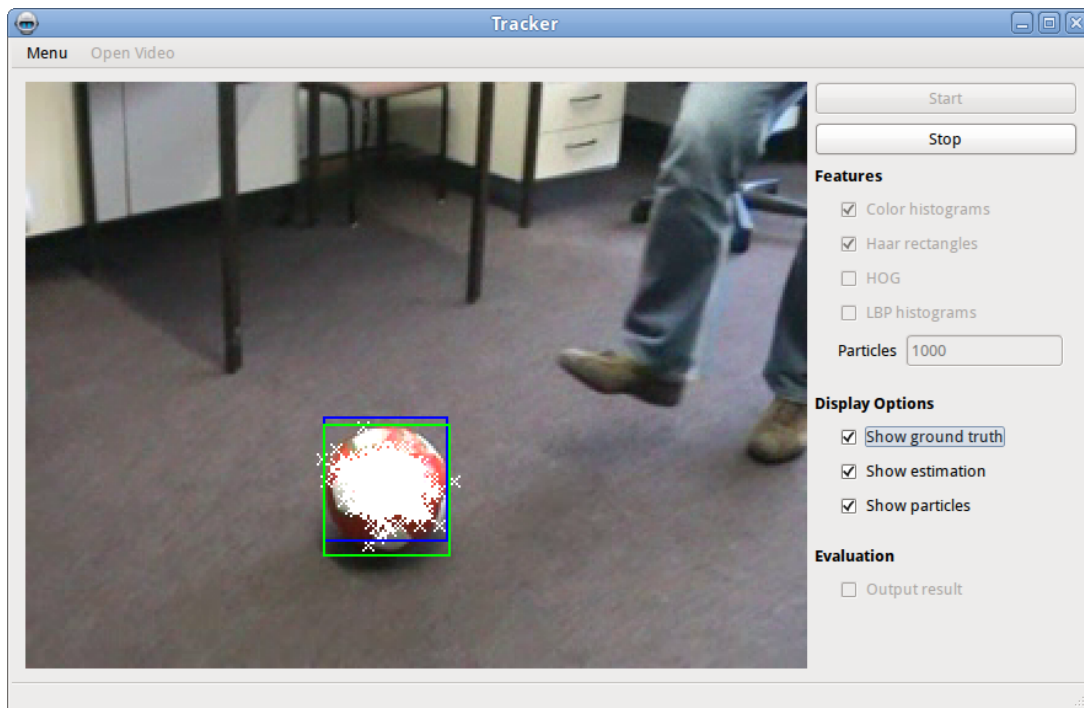 Tracker
Menu Open Video
Start
Stop
Features
Color histograms
Haar rectangles
HOG
LBP histograms
Particles 1000
Display Options
Show ground truth
Show estimation
Show particles
Evaluation
Output result